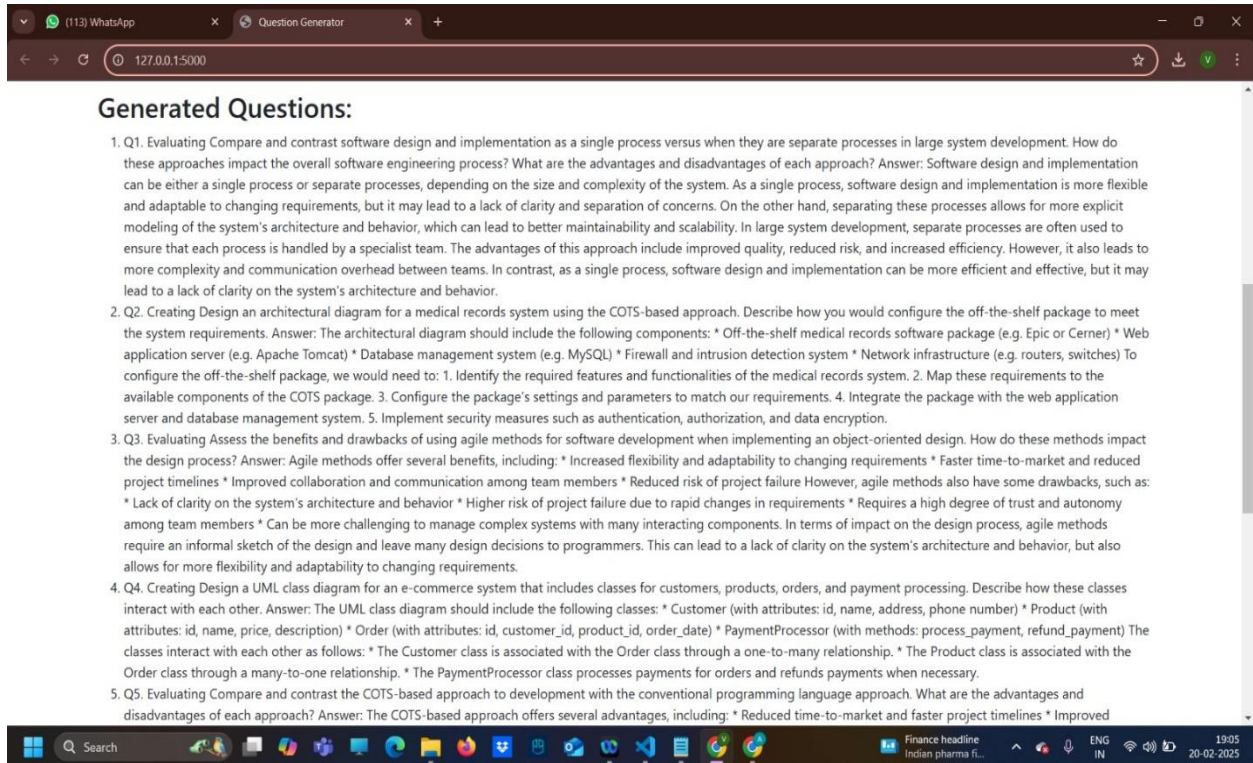 (113) WhatsApp
Question Generator
127.0.0.1:5000
V
Generated Questions:
1. Q1. Evaluating Compare and contrast software design and implementation as a single process versus when they are separate processes in large system development. How do
these approaches impact the overall software engineering process? What are the advantages and disadvantages of each approach? Answer: Software design and implementation
can be either a single process or separate processes, depending on the size and complexity of the system. As a single process, software design and implementation is more flexible
and adaptable to changing requirements, but it may lead to a lack of clarity and separation of concerns. On the other hand, separating these processes allows for more explicit
modeling of the system's architecture and behavior, which can lead to better maintainability and scalability. In large system development, separate processes are often used to
ensure that each process is handled by a specialist team. The advantages of this approach include improved quality, reduced risk, and increased efficiency. However, it also leads to
more complexity and communication overhead between teams. In contrast, as a single process, software design and implementation can be more efficient and effective, but it may
lead to a lack of clarity on the system's architecture and behavior.
2. Q2. Creating Design an architectural diagram for a medical records system using the COTS-based approach. Describe how you would configure the off-the-shelf package to meet
the system requirements. Answer: The architectural diagram should include the following components: * Off-the-shelf medical records software package (e.g. Epic or Cerner) * Web
application server (e.g. Apache Tomcat) * Database management system (e.g. MySQL) * Firewall and intrusion detection system * Network infrastructure (e.g. routers, switches) To
configure the off-the-shelf package, we would need to: 1. Identify the required features and functionalities of the medical records system. 2. Map these requirements to the
available components of the COTS package. 3. Configure the package's settings and parameters to match our requirements. 4. Integrate the package with the web application
server and database management system. 5. Implement security measures such as authentication, authorization, and data encryption.
3. Q3. Evaluating Assess the benefits and drawbacks of using agile methods for software development when implementing an object-oriented design. How do these methods impact
the design process? Answer: Agile methods offer several benefits, including: * Increased flexibility and adaptability to changing requirements * Faster time-to-market and reduced
project timelines * Improved collaboration and communication among team members * Reduced risk of project failure However, agile methods also have some drawbacks, such as:
* Lack of clarity on the system's architecture and behavior * Higher risk of project failure due to rapid changes in requirements * Requires a high degree of trust and autonomy
among team members * Can be more challenging to manage complex systems with many interacting components. In terms of impact on the design process, agile methods
require an informal sketch of the design and leave many design decisions to programmers. This can lead to a lack of clarity on the system's architecture and behavior, but also
allows for more flexibility and adaptability to changing requirements.
4. Q4. Creating Design a UML class diagram for an e-commerce system that includes classes for customers, products, orders, and payment processing. Describe how these classes
interact with each other. Answer: The UML class diagram should include the following classes: * Customer (with attributes: id, name, address, phone number) * Product (with
attributes: id, name, price, description) * Order (with attributes: id, customer_id, product_id, order_date) * PaymentProcessor (with methods: process_payment, refund_payment) The
classes interact with each other as follows: * The Customer class is associated with the Order class through a one-to-many relationship. * The Product class is associated with the
Order class through a many-to-one relationship. * The PaymentProcessor class processes payments for orders and refunds payments when necessary.
5. Q5. Evaluating Compare and contrast the COTS-based approach to development with the conventional programming language approach. What are the advantages and
disadvantages of each approach? Answer: The COTS-based approach offers several advantages, including: * Reduced time-to-market and faster project timelines * Improved
Search
Finance headline
Indian pharma fi...
ENG
IN
19:05
20-02-2025